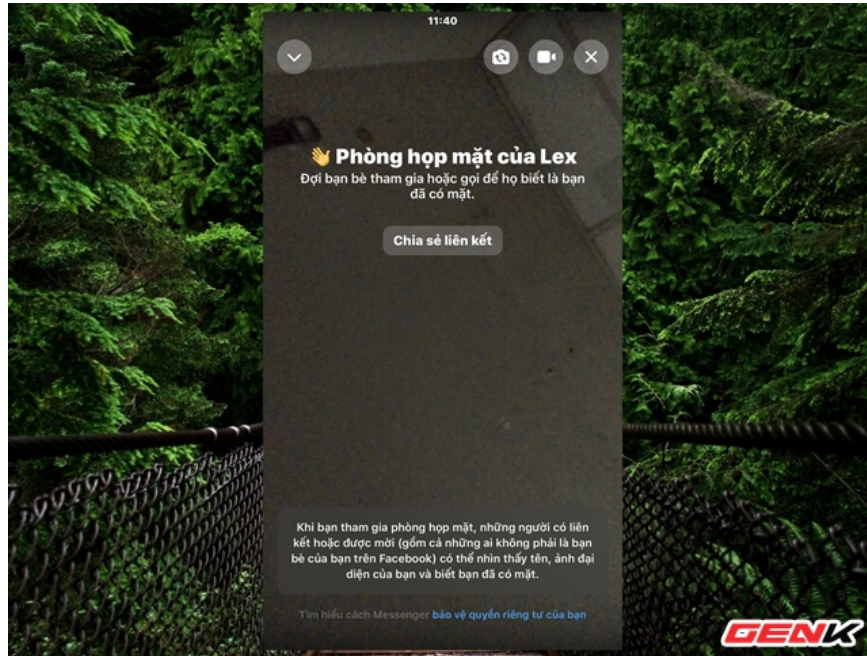 11:40
👋 Phòng họp mặt của Lex
Đợi bạn bè tham gia hoặc gọi để họ biết là bạn
đã có mặt.
Chia sẻ liên kết
Khi bạn tham gia phòng họp mặt, những người có liên
kết hoặc được mời (gồm cả những ai không phải là bạn
bè của bạn trên Facebook) có thể nhìn thấy tên, ảnh đại
diện của bạn và biết bạn đã có mặt.
Tìm hiểu cách Messenger bảo vệ quyền riêng tư của bạn
GENK